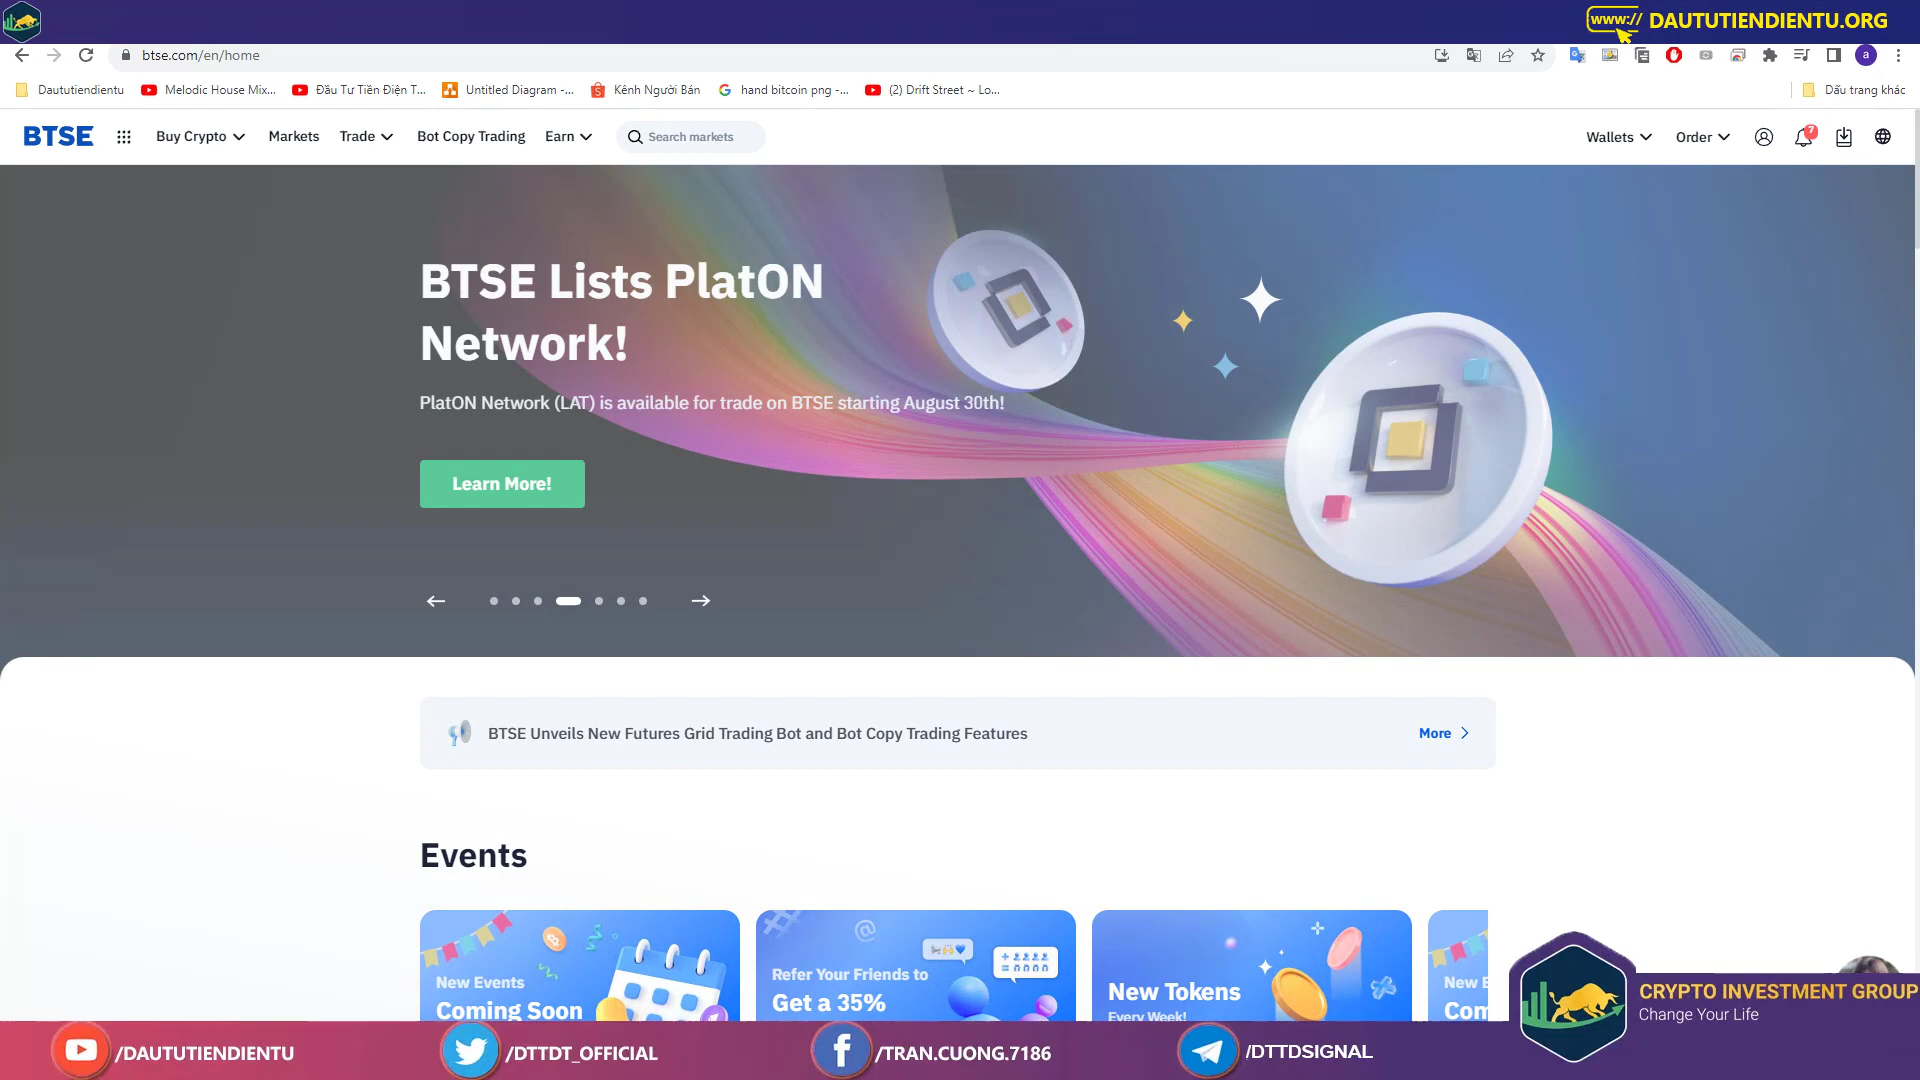 www:// DAUTUTIENDIENTU.ORG
btse.com/en/home
a
Dautututiendientu
Melodic House Mix...
Đầu Tư Tiền Điện T...
Untitled Diagram -...
Kênh Người Bán
hand bitcoin png -...
(2) Drift Street ~ Lo...
Dấu trang khác
BTSE
Buy Crypto
Markets
Trade
Bot Copy Trading
Earn
Search markets
Wallets
Order
7
BTSE Lists PlatON
Network!
PlatON Network (LAT) is available for trade on BTSE starting August 30th!
Learn More!
BTSE Unveils New Futures Grid Trading Bot and Bot Copy Trading Features
More
Events
New Events
Coming Soon
Refer Your Friends to
Get a 35%
New Tokens
Every Week!
New E
Com
CRYPTO INVESTMENT GROUP
Change Your Life
/DAUTUTIENDIENTU
/DTTDT_OFFICIAL
/TRAN.CUONG.7186
/DTTDSIGNAL